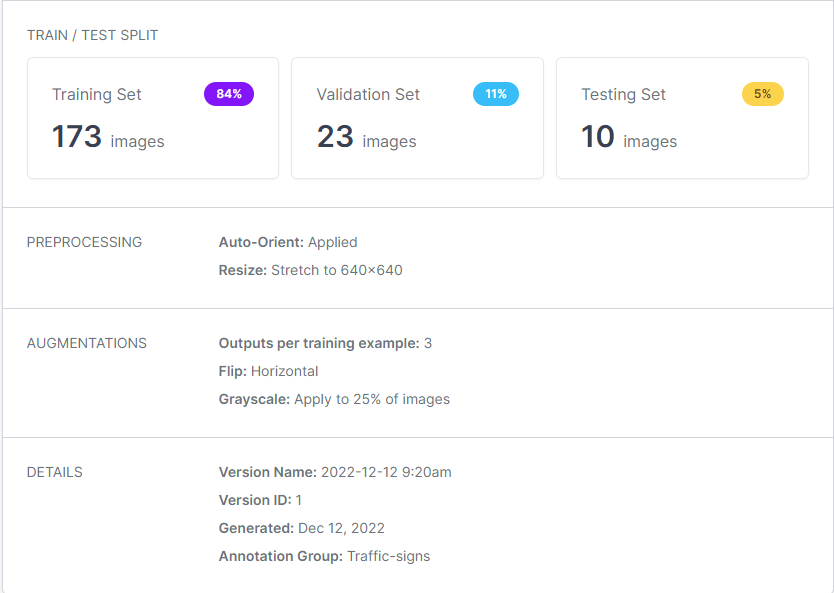 TRAIN / TEST SPLIT
Training Set 84%
173 images
Validation Set 11%
23 images
Testing Set 5%
10 images
PREPROCESSING
Auto-Orient: Applied
Resize: Stretch to 640×640
AUGMENTATIONS
Outputs per training example: 3
Flip: Horizontal
Grayscale: Apply to 25% of images
DETAILS
Version Name: 2022-12-12 9:20am
Version ID: 1
Generated: Dec 12, 2022
Annotation Group: Traffic-signs